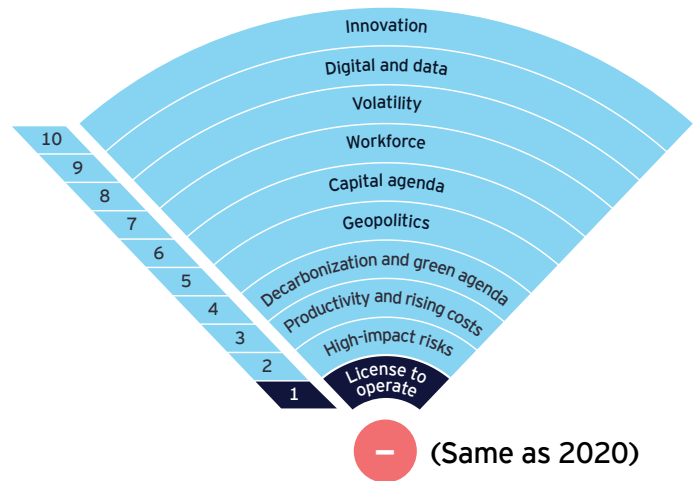 Innovation
Digital and data
Volatility
10
Workforce
9
Capital agenda
8
7
Geopolitics
6
Decarbonization and green agenda
5
4
Productivity and rising costs
3
High-impact risks
2
License to
operate
1
– (Same as 2020)